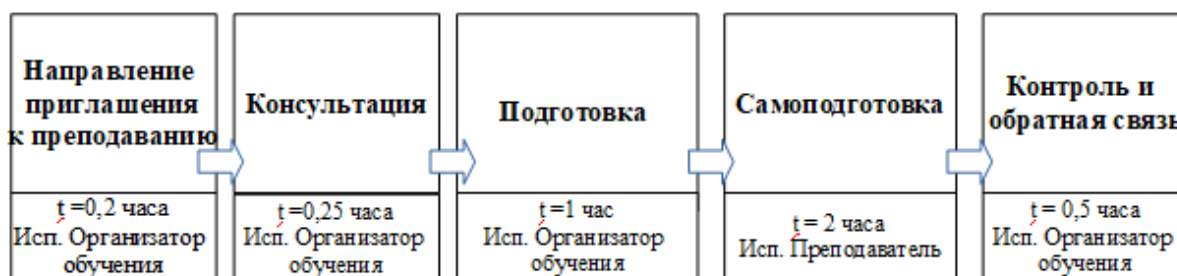 Направление
приглашения
к преподаванию
t =0,2 часа
Исп. Организатор
обучения
Консультация
t =0,25 часа
Исп. Организатор
обучения
Подготовка
t =1 час
Исп. Организатор
обучения
Самоподготовка
t = 2 часа
Исп. Преподаватель
Контроль и
обратная связь
t = 0,5 часа
Исп. Организатор
обучения